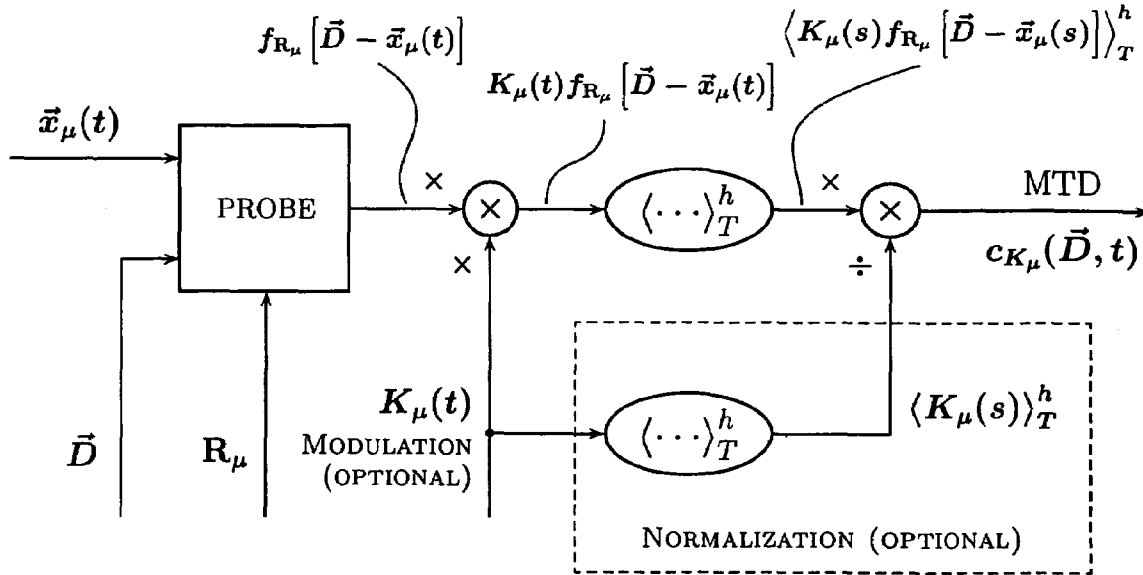 f_{R_μ} [D⃗ − x⃗_μ(t)]
⟨K_μ(s) f_{R_μ} [D⃗ − x⃗_μ(s)]⟩_T^h
K_μ(t) f_{R_μ} [D⃗ − x⃗_μ(t)]
x⃗_μ(t)
PROBE
×
×
×
⟨···⟩_T^h
×
×
÷
MTD
c_{K_μ}(D⃗, t)
D⃗
R_μ
K_μ(t)
MODULATION
(OPTIONAL)
⟨···⟩_T^h
⟨K_μ(s)⟩_T^h
NORMALIZATION (OPTIONAL)